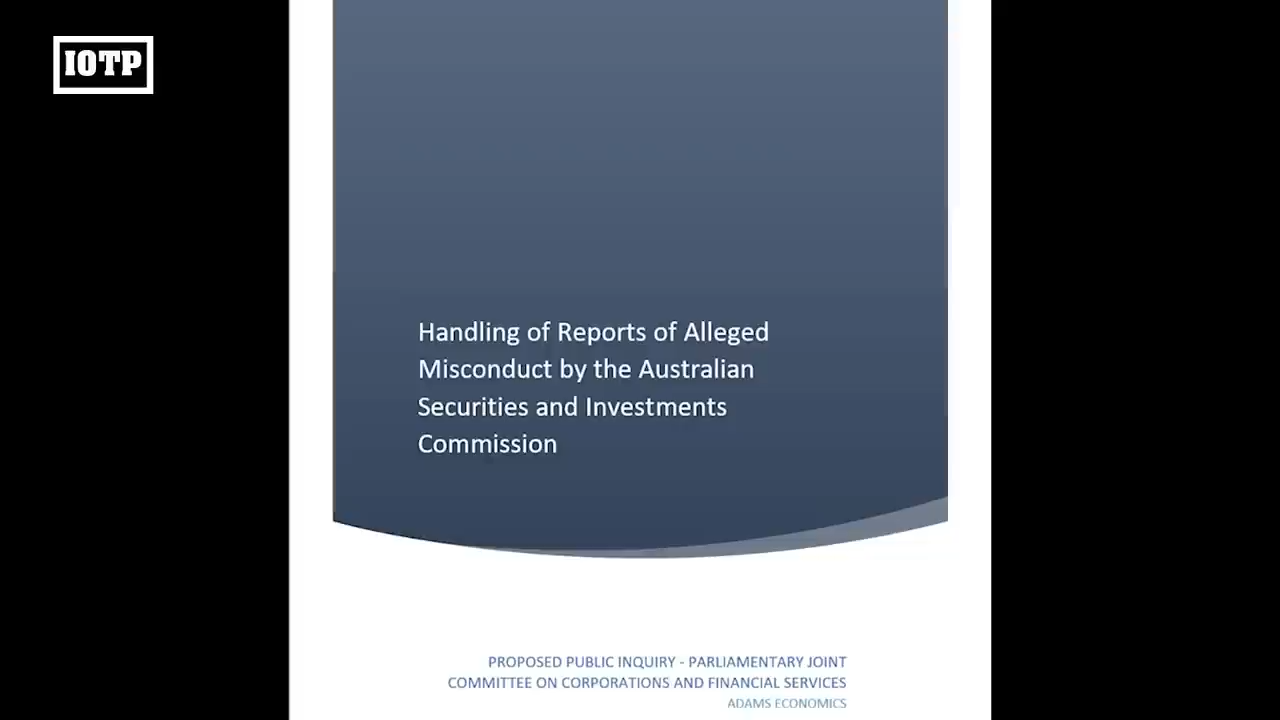 IOTP
Handling of Reports of Alleged
Misconduct by the Australian
Securities and Investments
Commission
PROPOSED PUBLIC INQUIRY - PARLIAMENTARY JOINT
COMMITTEE ON CORPORATIONS AND FINANCIAL SERVICES
ADAMS ECONOMICS